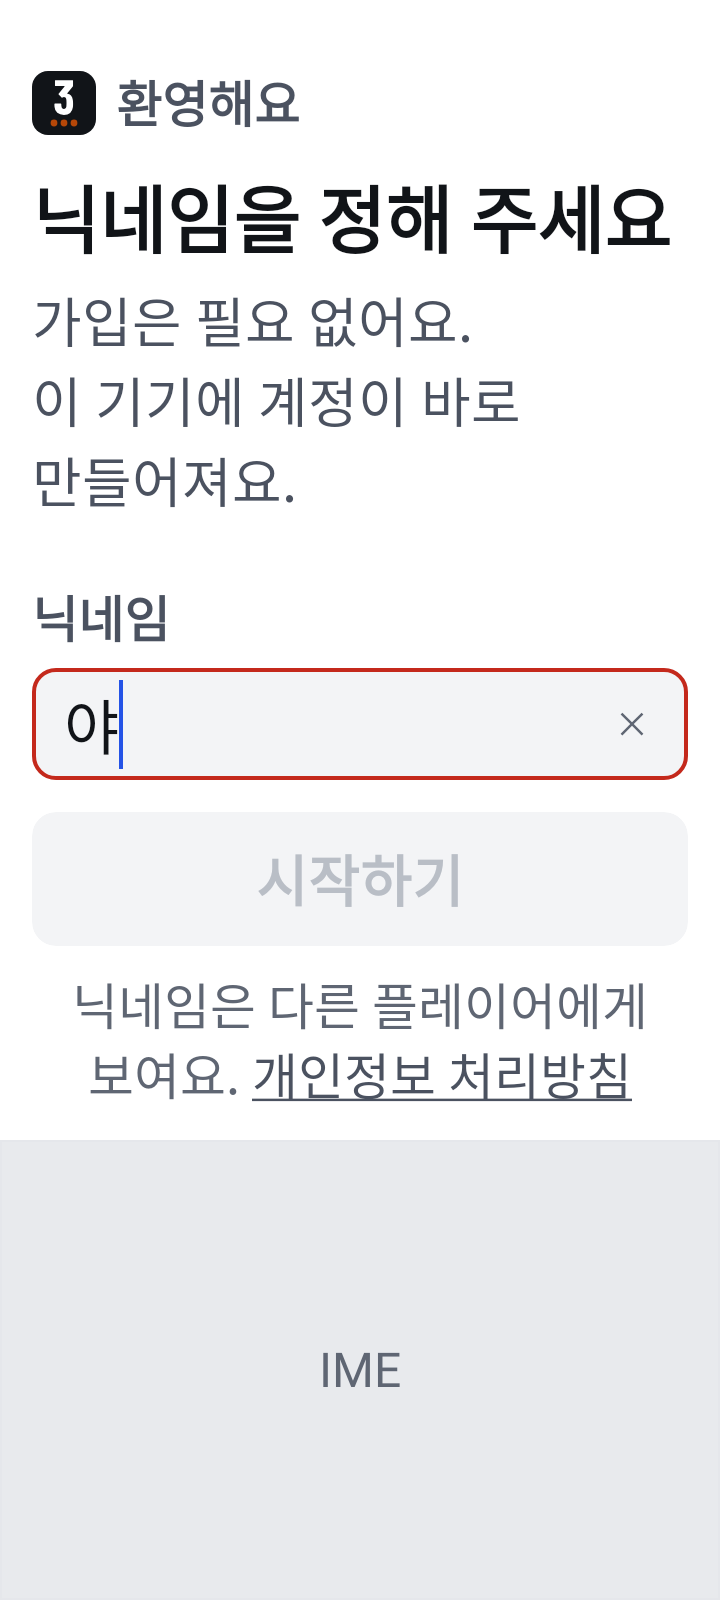 3
환영해요
닉네임을 정해 주세요
가입은 필요 없어요.
이 기기에 계정이 바로
만들어져요.
닉네임
야
시작하기
닉네임은 다른 플레이어에게
보여요. 개인정보 처리방침
IME